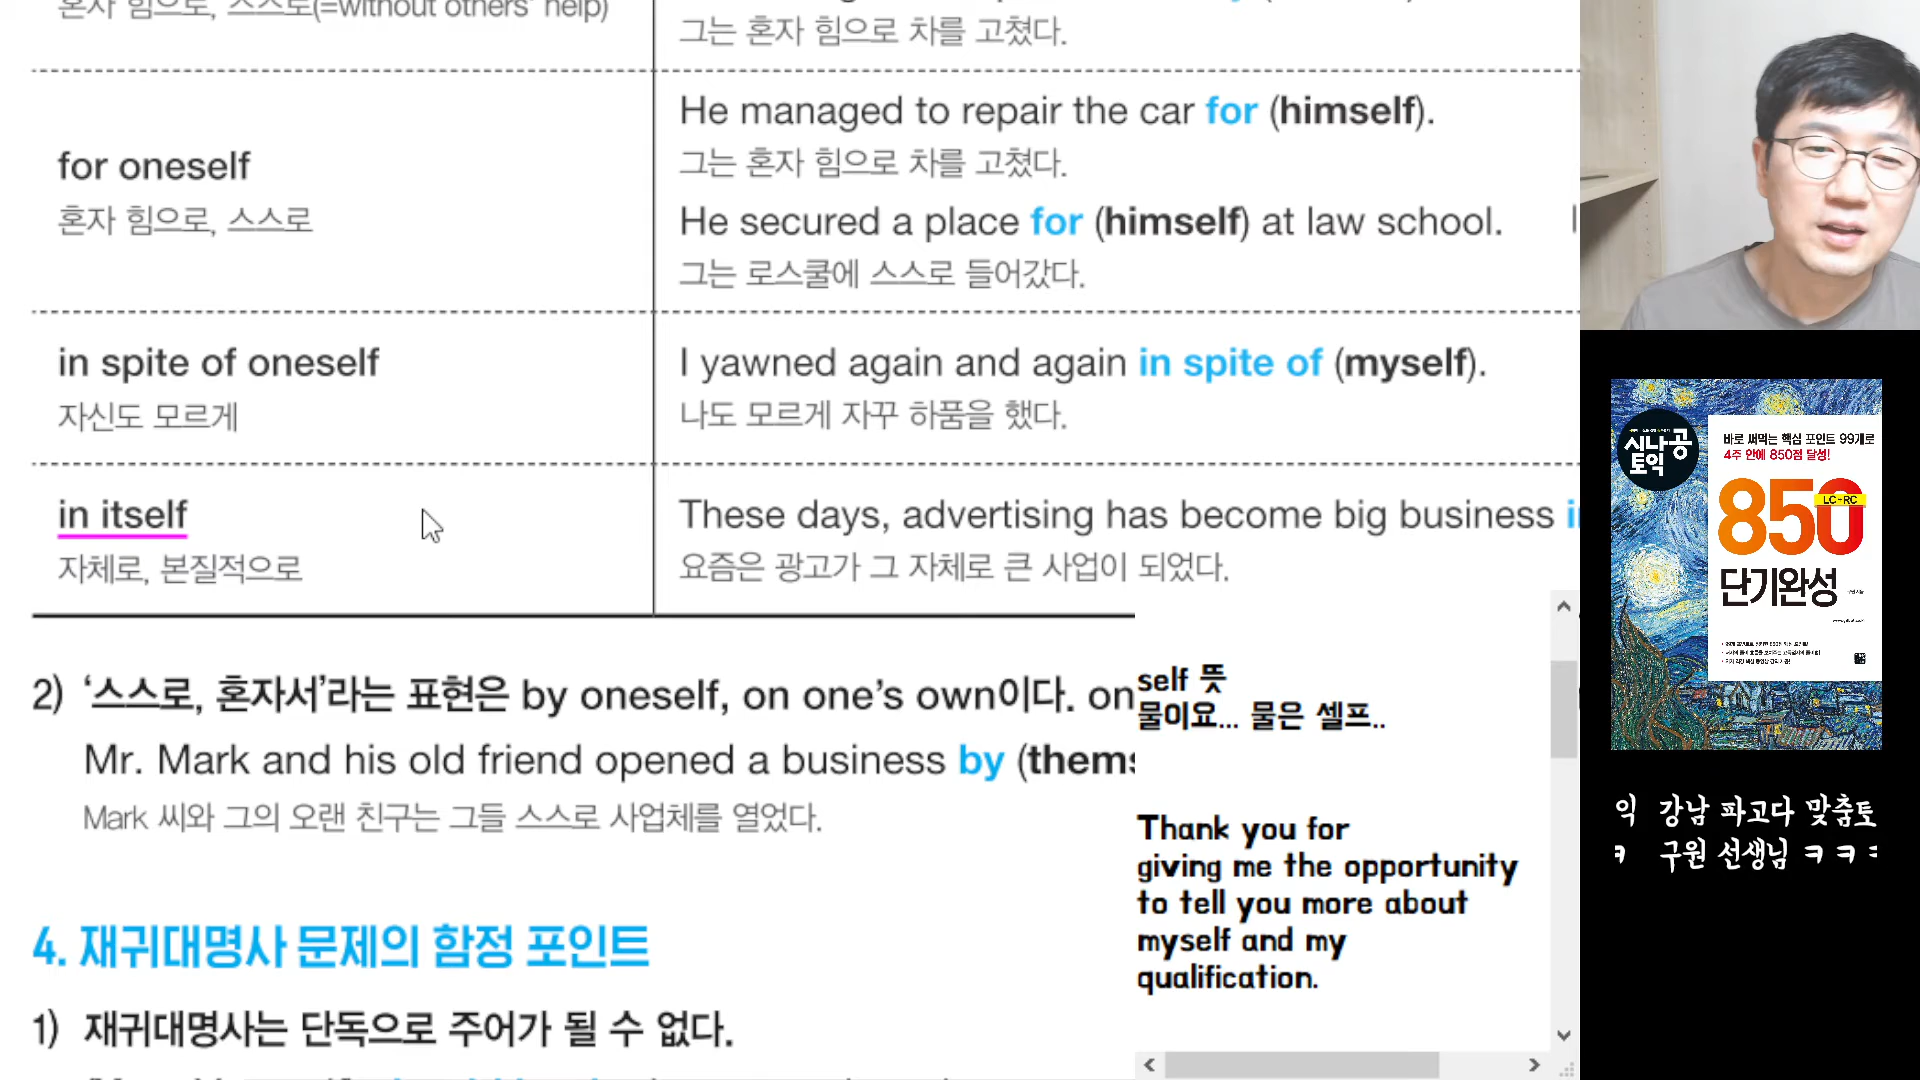 혼자 힘으로, 스스로(=without others' help)
그는 혼자 힘으로 차를 고쳤다.
for oneself
혼자 힘으로, 스스로
He managed to repair the car for (himself).
그는 혼자 힘으로 차를 고쳤다.
He secured a place for (himself) at law school.
그는 로스쿨에 스스로 들어갔다.
in spite of oneself
자신도 모르게
I yawned again and again in spite of (myself).
나도 모르게 자꾸 하품을 했다.
in itself
자체로, 본질적으로
These days, advertising has become big business
요즘은 광고가 그 자체로 큰 사업이 되었다.
2) ‘스스로, 혼자서’라는 표현은 by oneself, on one’s own이다. on
Mr. Mark and his old friend opened a business by (thems
Mark 씨와 그의 오랜 친구는 그들 스스로 사업체를 열었다.
4. 재귀대명사 문제의 함정 포인트
1) 재귀대명사는 단독으로 주어가 될 수 없다.
self 뜻
물이요... 물은 셀프..
Thank you for
giving me the opportunity
to tell you more about
myself and my
qualification.
시나공
토익
바로 써먹는 핵심 포인트 99개로
4주 안에 850점 달성!
850
LC+RC
단기완성
익 강남 파고다 맞춤토
ㅋ 구원 선생님 ㅋㅋㅋ